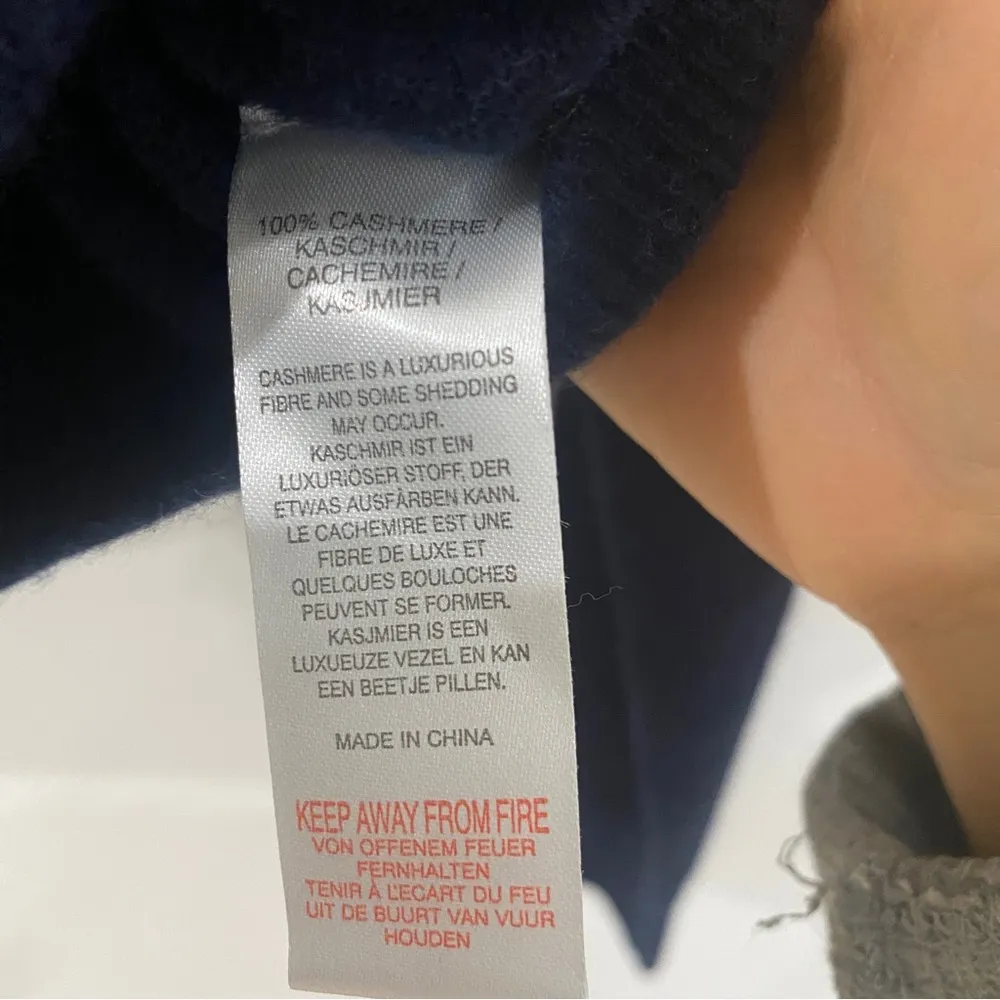 100% CASHMERE /
KASCHMIR /
CACHEMIRE /
KASJMIER
CASHMERE IS A LUXURIOUS
FIBRE AND SOME SHEDDING
MAY OCCUR.
KASCHMIR IST EIN
LUXURIÖSER STOFF, DER
ETWAS AUSFÄRBEN KANN.
LE CACHEMIRE EST UNE
FIBRE DE LUXE ET
QUELQUES BOULOCHES
PEUVENT SE FORMER.
KASJMIER IS EEN
LUXUEUZE VEZEL EN KAN
EEN BEETJE PILLEN.
MADE IN CHINA
KEEP AWAY FROM FIRE
VON OFFENEM FEUER
FERNHALTEN
TENIR À L'ECART DU FEU
UIT DE BUURT VAN VUUR
HOUDEN